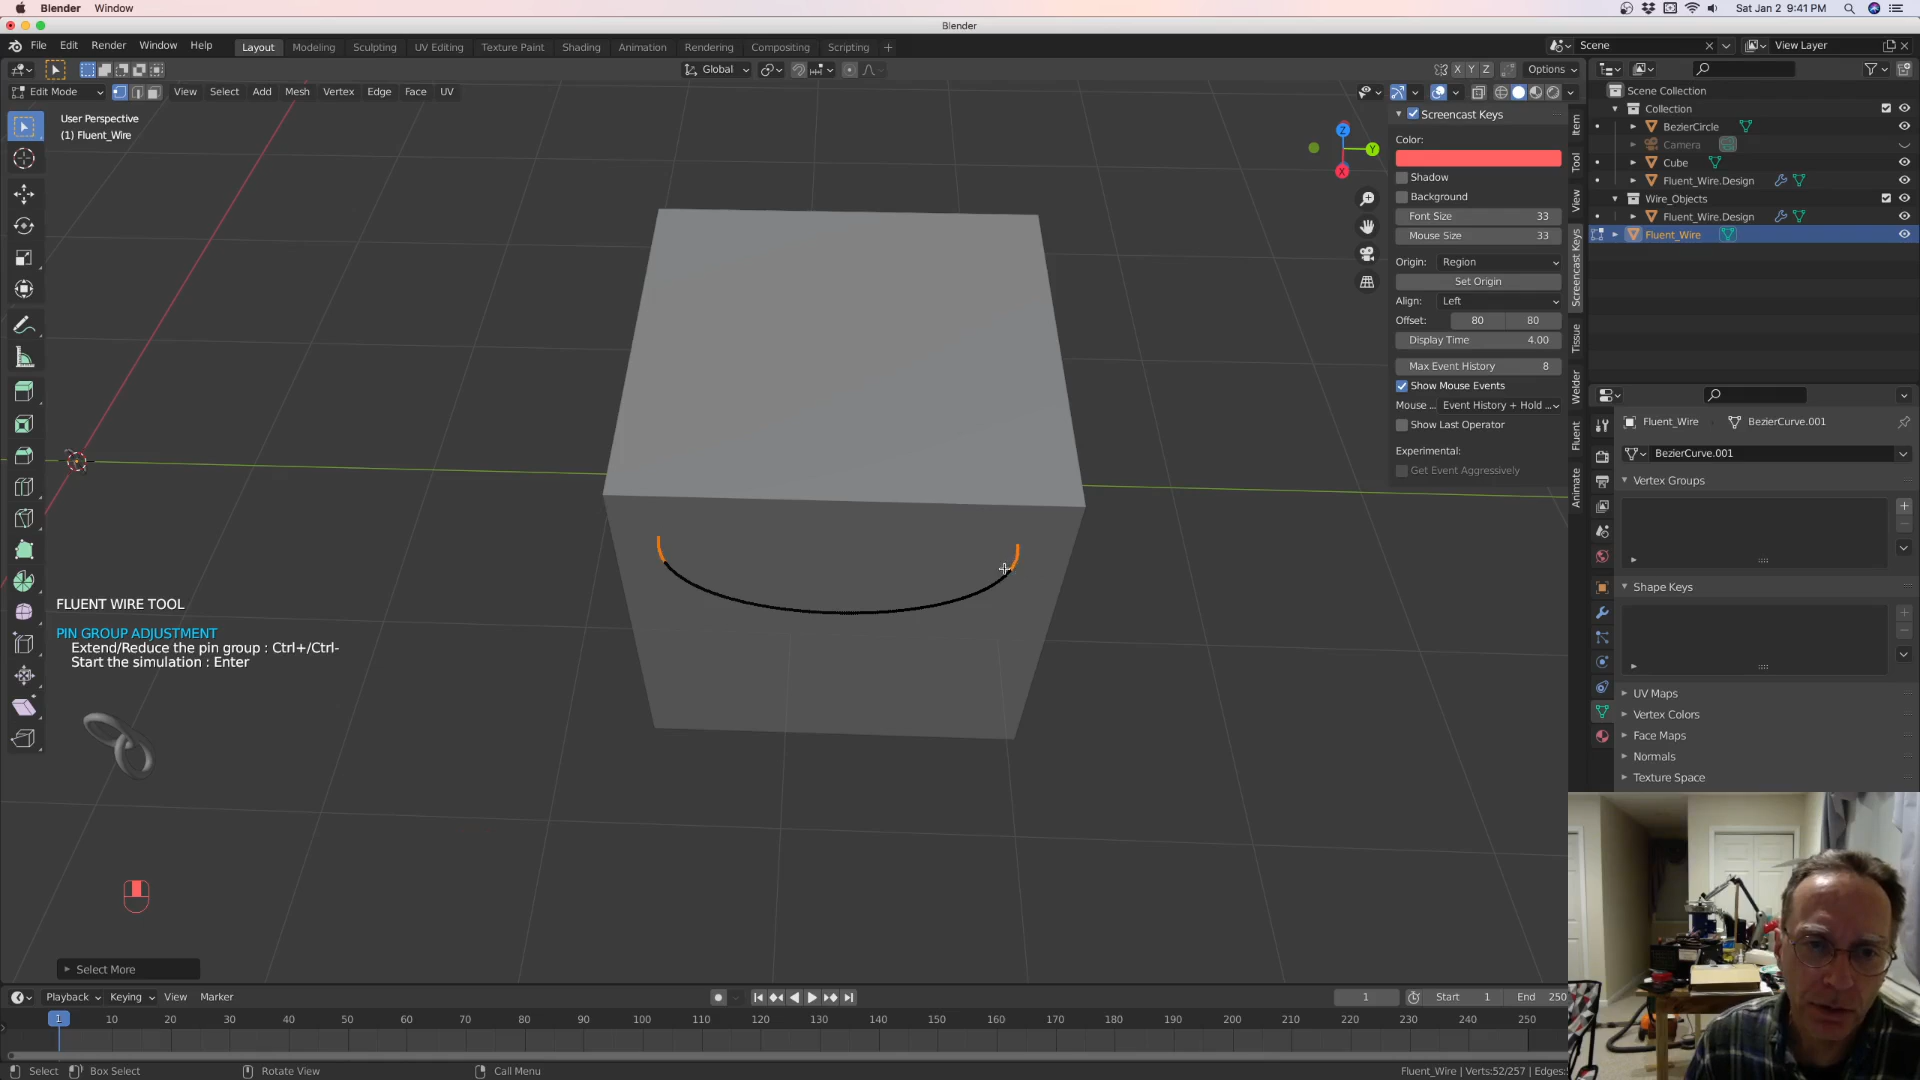 Blender Window Sat Jan 2 9:41 PM
Blender
File Edit Render Window Help Layout Modeling Sculpting UV Editing Texture Paint Shading Animation Rendering Compositing Scripting + Scene View Layer
Global X Y Z Options
Edit Mode View Select Add Mesh Vertex Edge Face UV
User Perspective
(1) Fluent_Wire
Screencast Keys
Color:
Shadow
Background
Font Size 33
Mouse Size 33
Origin: Region
Set Origin
Align: Left
Offset: 80 80
Display Time 4.00
Max Event History 8
Show Mouse Events
Mouse ... Event History + Hold ...
Show Last Operator
Experimental:
Get Event Aggressively
Item
Tool
View
Screencast Keys
Tissue
Welder
Fluent
Animate
Z
Y
X
Scene Collection
Collection
BezierCircle
Camera
Cube
Fluent_Wire.Design
Wire_Objects
Fluent_Wire.Design
Fluent_Wire
Fluent_Wire BezierCurve.001
BezierCurve.001
Vertex Groups
Shape Keys
UV Maps
Vertex Colors
Face Maps
Normals
Texture Space
FLUENT WIRE TOOL
PIN GROUP ADJUSTMENT
Extend/Reduce the pin group : Ctrl+/Ctrl-
Start the simulation : Enter
Select More
Playback Keying View Marker 1 Start 1 End 250
1 10 20 30 40 50 60 70 80 90 100 110 120 130 140 150 160 170 180 190 200 210 220 230 240 250
Select Box Select Rotate View Call Menu Fluent_Wire | Verts:52/257 | Edges: